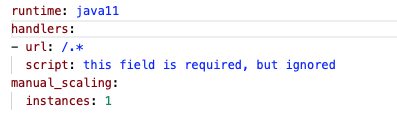 runtime: java11
handlers:
- url: /.*
  script: this field is required, but ignored
manual_scaling:
  instances: 1